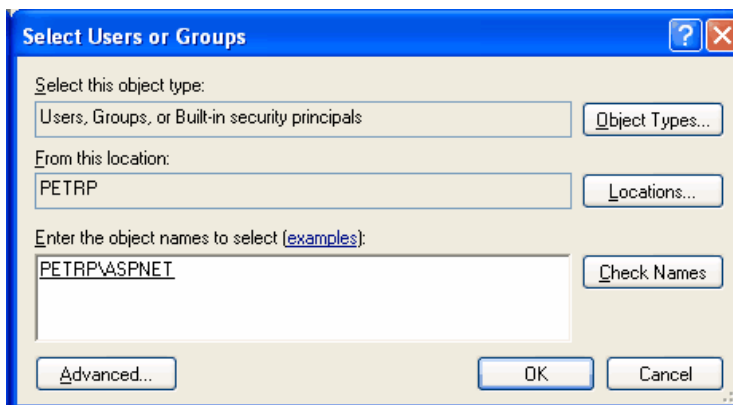 Select Users or Groups
Select this object type:
Users, Groups, or Built-in security principals
Object Types...
From this location:
PETRP
Locations...
Enter the object names to select (examples):
PETRP\ASPNET
Check Names
Advanced...
OK
Cancel